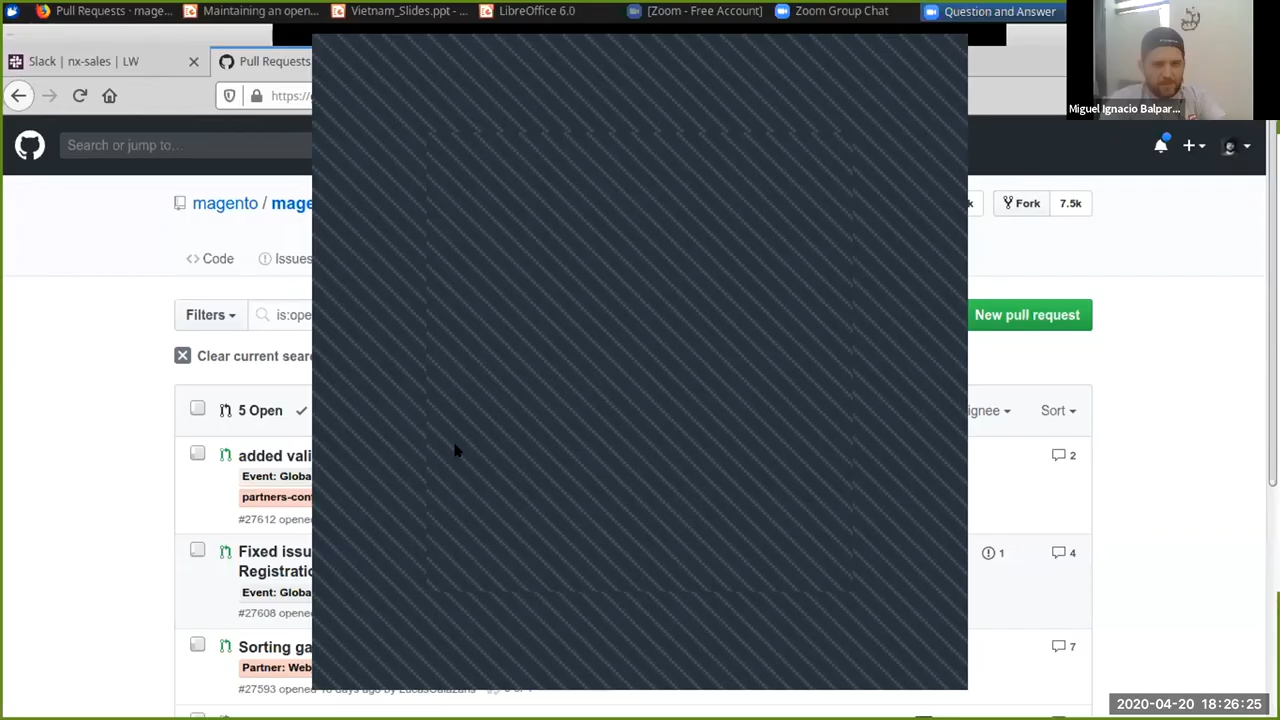 Pull Requests · mage...
Maintaining an open...
Vietnam_Slides.ppt - ...
LibreOffice 6.0
[Zoom - Free Account]
Zoom Group Chat
Question and Answer
Slack | nx-sales | LW
Pull Requests
https://
Miguel Ignacio Balpar...
Search or jump to...
magento / mage
k
Fork
7.5k
Code
Issues
Filters
is:ope
New pull request
Clear current sear
5 Open
ignee
Sort
added vali
2
Event: Globa
partners-con
#27612 opene
Fixed issu
1
4
Registratio
Event: Globa
#27608 opene
Sorting ga
7
Partner: Web
#27593 opened
2020-04-20 18:26:25